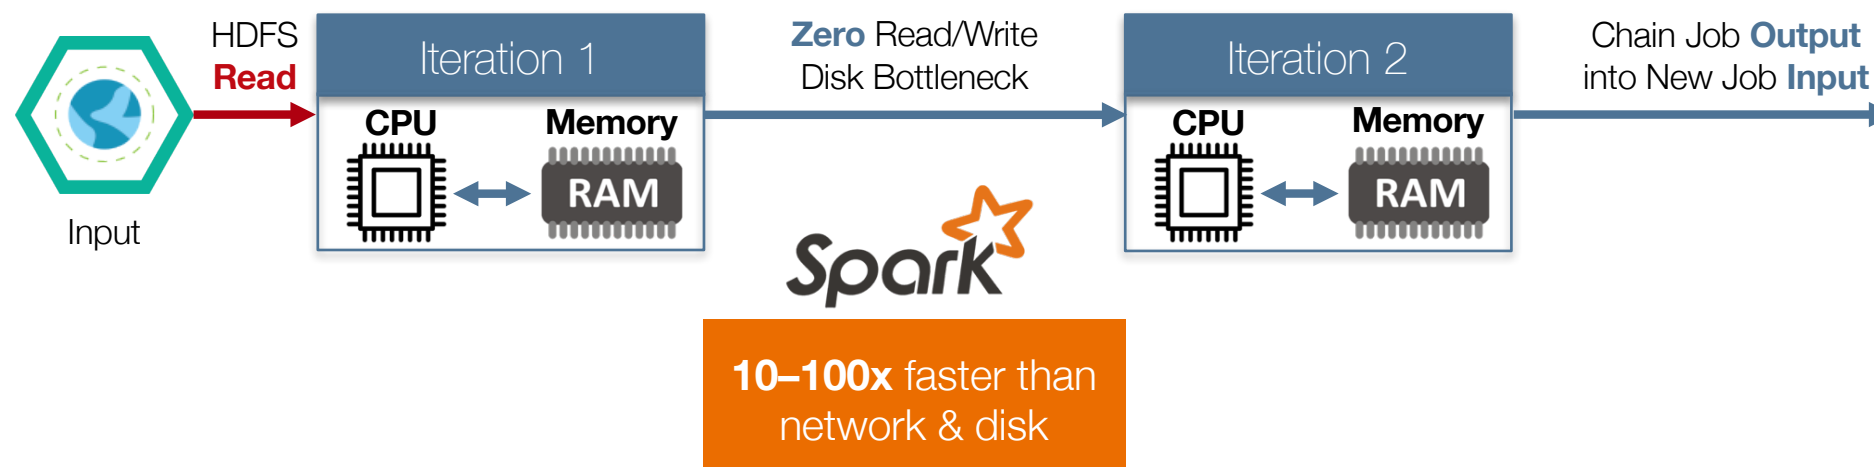 HDFS
Read
Input
Iteration 1
CPU
Memory
RAM
Zero Read/Write
Disk Bottleneck
Spark
10–100x faster than
network & disk
Iteration 2
CPU
Memory
RAM
Chain Job Output
into New Job Input